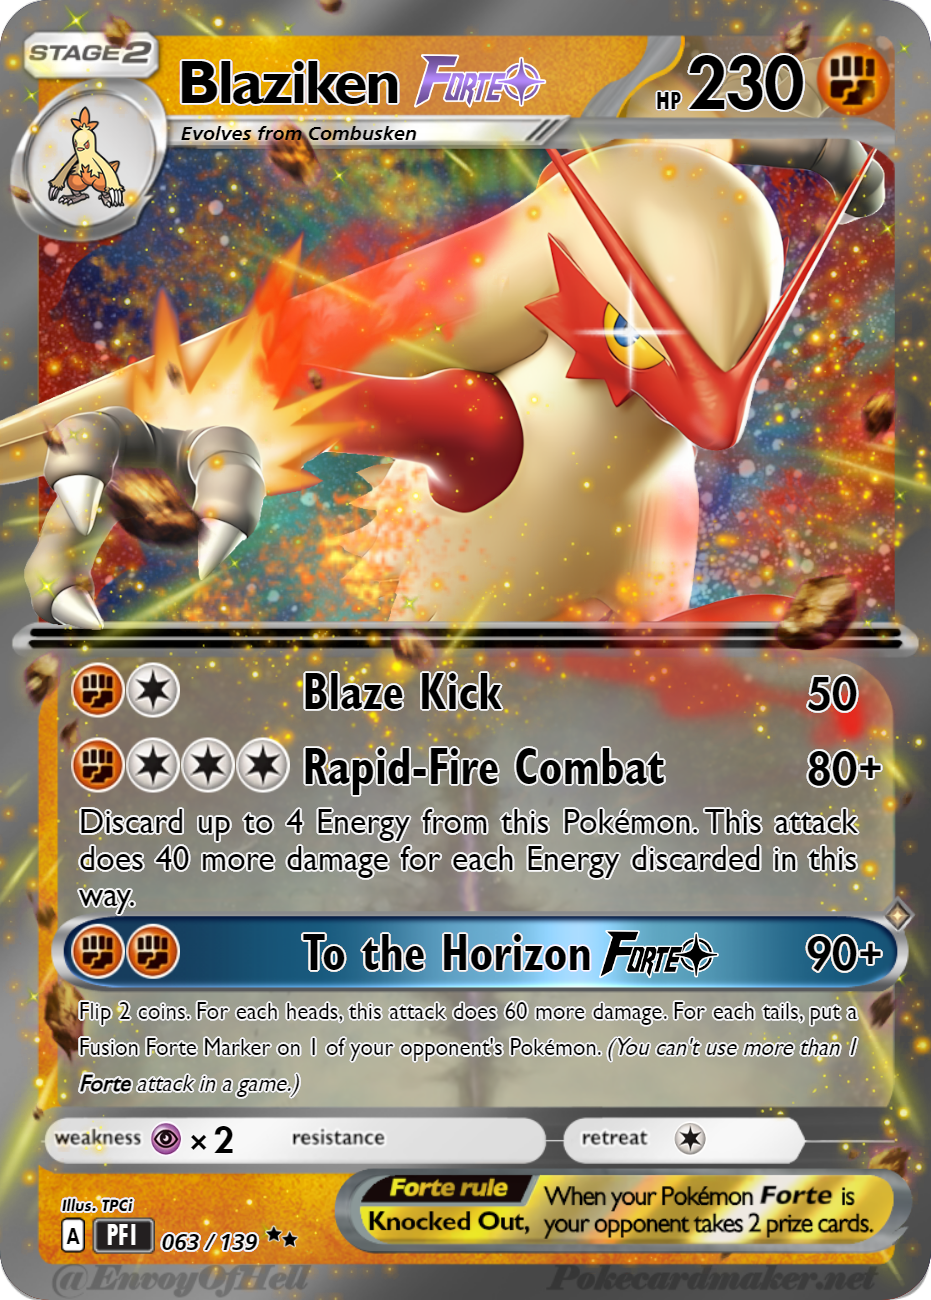 STAGE 2
Blaziken FORTE HP 230
Evolves from Combusken
Blaze Kick 50
Rapid-Fire Combat 80+
Discard up to 4 Energy from this Pokémon. This attack
does 40 more damage for each Energy discarded in this
way.
To the Horizon FORTE 90+
Flip 2 coins. For each heads, this attack does 60 more damage. For each tails, put a
Fusion Forte Marker on 1 of your opponent's Pokémon. (You can't use more than 1
Forte attack in a game.)
weakness × 2 resistance retreat
Illus. TPCi
Forte rule When your Pokémon Forte is
Knocked Out, your opponent takes 2 prize cards.
A PFI 063 / 139
@EnvoyOfHell Pokecardmaker.net